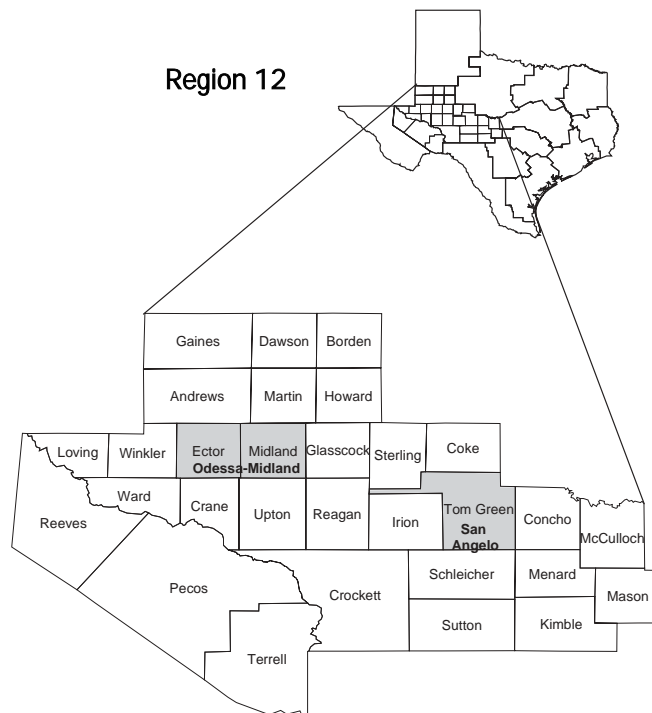 Region 12
Gaines Dawson Borden
Andrews Martin Howard
Loving Winkler Ector Midland Glasscock Sterling Coke
Odessa-Midland
Reeves Ward Crane Upton Reagan Irion Tom Green Concho McCulloch
San
Angelo
Pecos Crockett Schleicher Menard Mason
Terrell Sutton Kimble